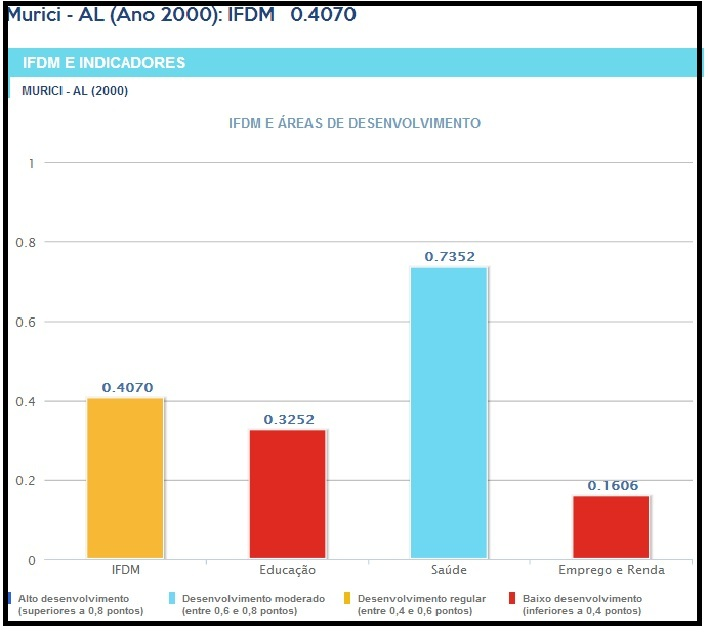 Murici - AL (Ano 2000): IFDM 0.4070
IFDM E INDICADORES
MURICI - AL (2000)
IFDM E ÁREAS DE DESENVOLVIMENTO
1
0.8
0.6
0.4
0.2
0
0.4070
0.3252
0.7352
0.1606
IFDM Educação Saúde Emprego e Renda
Alto desenvolvimento
(superiores a 0,8 pontos)
Desenvolvimento moderado
(entre 0,6 e 0,8 pontos)
Desenvolvimento regular
(entre 0,4 e 0,6 pontos)
Baixo desenvolvimento
(inferiores a 0,4 pontos)